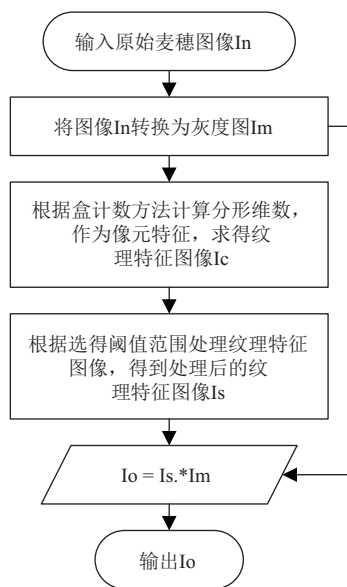 输入原始麦穗图像In
将图像In转换为灰度图Im
根据盒计数方法计算分形维数，
作为像元特征，求得纹
理特征图像Ic
根据选得阈值范围处理纹理特征
图像，得到处理后的纹
理特征图像Is
Io = Is.*Im
输出Io